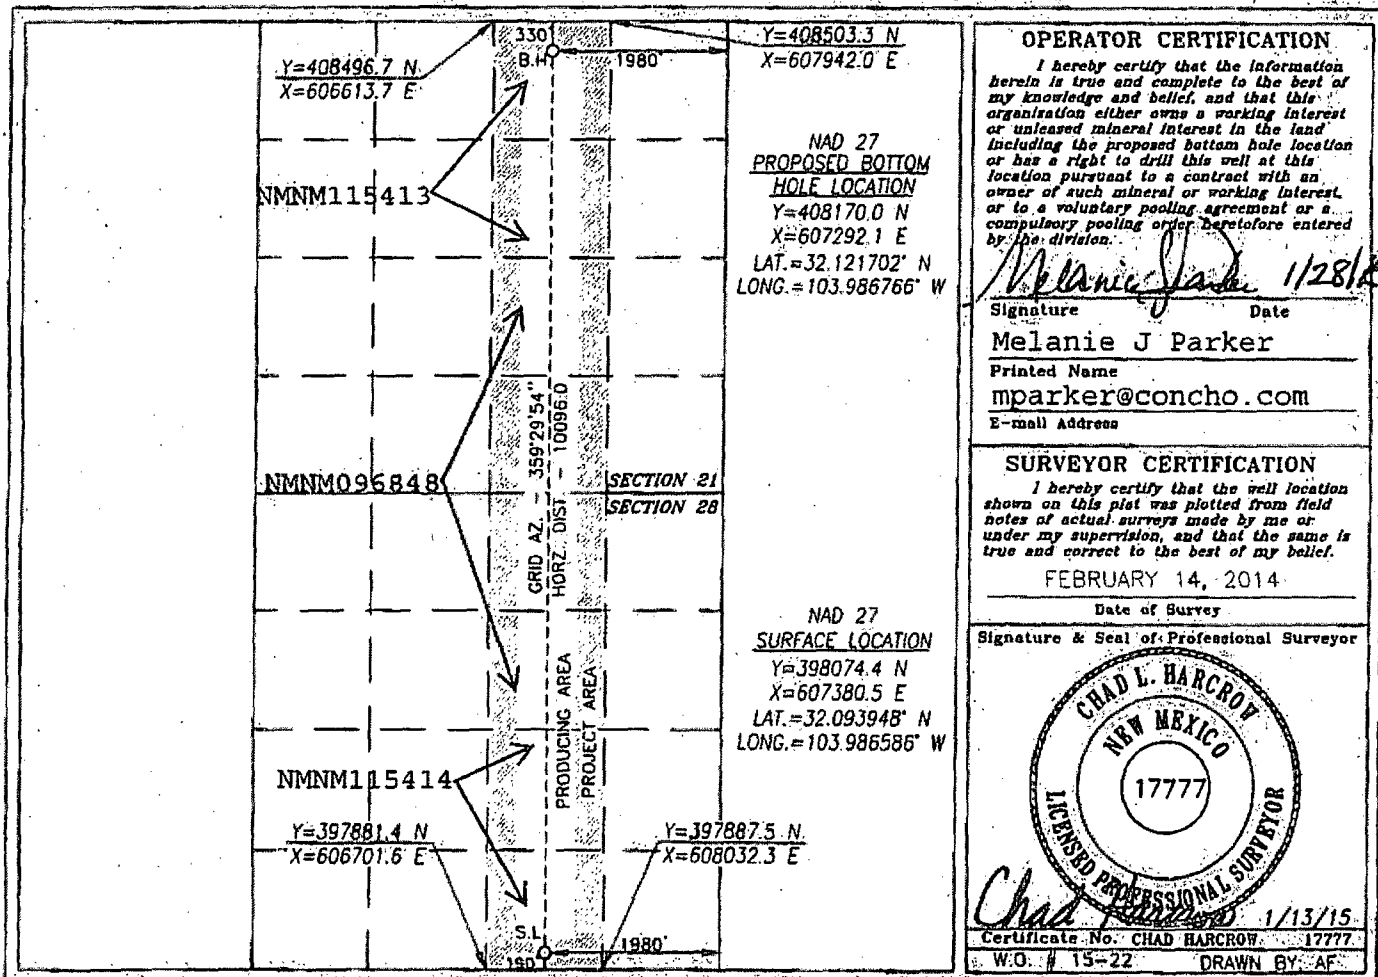 Y=408496.7 N
X=606613.7 E
330'
B.H.
1980'
Y=408503.3 N
X=607942.0 E
NMNM115413
NAD 27
PROPOSED BOTTOM
HOLE LOCATION
Y=408170.0 N
X=607292.1 E
LAT.=32.121702° N
LONG.=103.986766° W
NMNM096848
GRID AZ. - 359°29'54"
HORZ. DIST. - 10096.0
SECTION 21
SECTION 28
NAD 27
SURFACE LOCATION
Y=398074.4 N
X=607380.5 E
LAT.=32.093948° N
LONG.=103.986586° W
PRODUCING AREA
PROJECT AREA
NMNM115414
Y=397881.4 N
X=606701.6 E
Y=397887.5 N
X=608032.3 E
S.L.
190'
1980'
OPERATOR CERTIFICATION
I hereby certify that the information
herein is true and complete to the best of
my knowledge and belief, and that this
organization either owns a working interest
or unleased mineral interest in the land
including the proposed bottom hole location
or has a right to drill this well at this
location pursuant to a contract with an
owner of such mineral or working interest,
or to a voluntary pooling agreement or a
compulsory pooling order heretofore entered
by the division.
Melanie J Parker 1/28/15
Signature Date
Melanie J Parker
Printed Name
mparker@concho.com
E-mail Address
SURVEYOR CERTIFICATION
I hereby certify that the well location
shown on this plat was plotted from field
notes of actual surveys made by me or
under my supervision, and that the same is
true and correct to the best of my belief.
FEBRUARY 14, 2014
Date of Survey
Signature & Seal of Professional Surveyor
CHAD L. HARCROW
NEW MEXICO
17777
LICENSED PROFESSIONAL SURVEYOR
Chad Harcrow 1/13/15
Certificate No. CHAD HARCROW 17777
W.O. # 15-22 DRAWN BY: AF